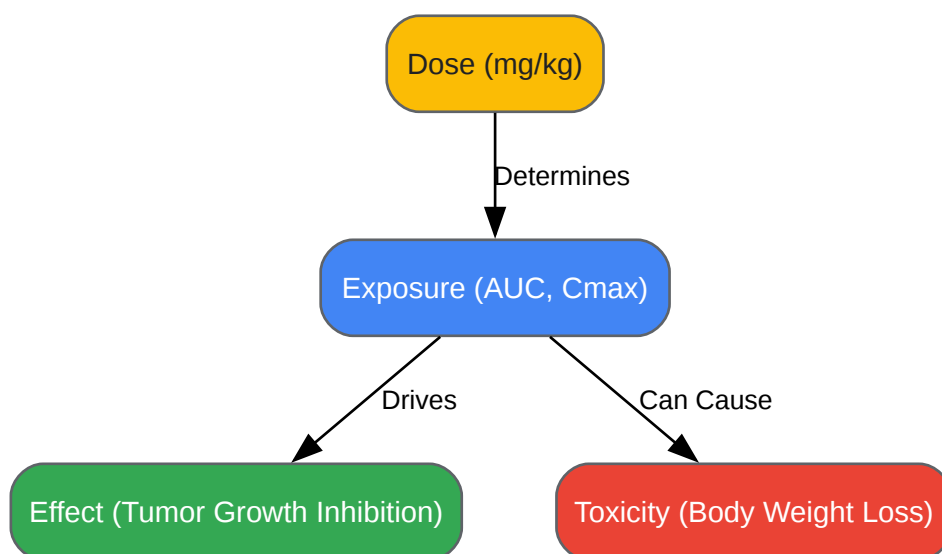 Dose (mg/kg)
Determines
Exposure (AUC, Cmax)
Drives
Can Cause
Effect (Tumor Growth Inhibition)
Toxicity (Body Weight Loss)